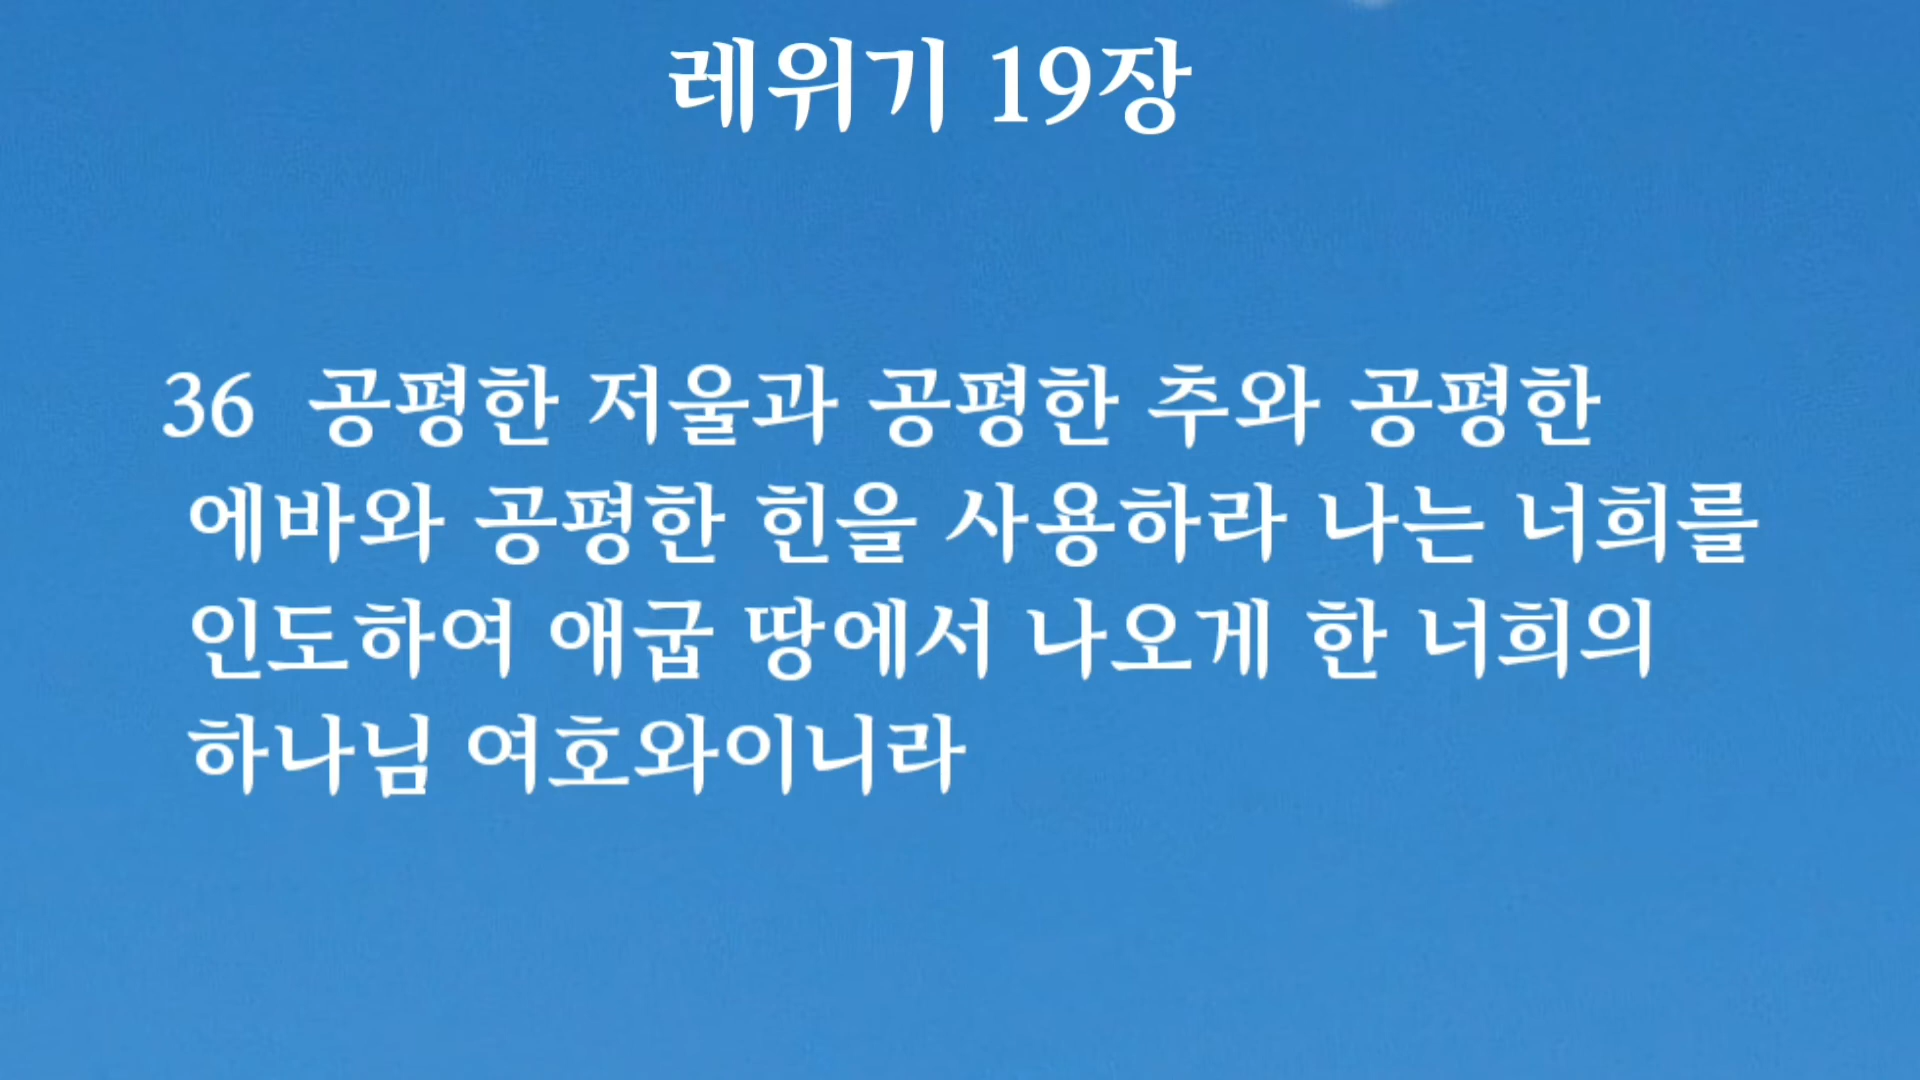 레위기 19장
36 공평한 저울과 공평한 추와 공평한
에바와 공평한 힌을 사용하라 나는 너희를
인도하여 애굽 땅에서 나오게 한 너희의
하나님 여호와이니라